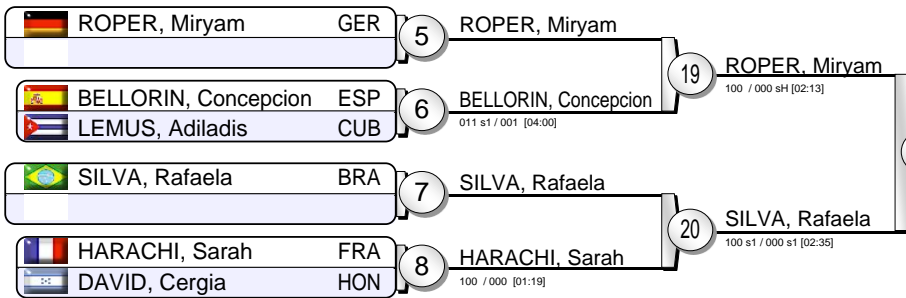 ROPER, Miryam GER
5
ROPER, Miryam
BELLORIN, Concepcion ESP
LEMUS, Adiladis CUB
6
BELLORIN, Concepcion
011 s1 / 001 [04:00]
19
ROPER, Miryam
100 / 000 sH [02:13]
SILVA, Rafaela BRA
7
SILVA, Rafaela
HARACHI, Sarah FRA
DAVID, Cergia HON
8
HARACHI, Sarah
100 / 000 [01:19]
20
SILVA, Rafaela
100 s1 / 000 s1 [02:35]